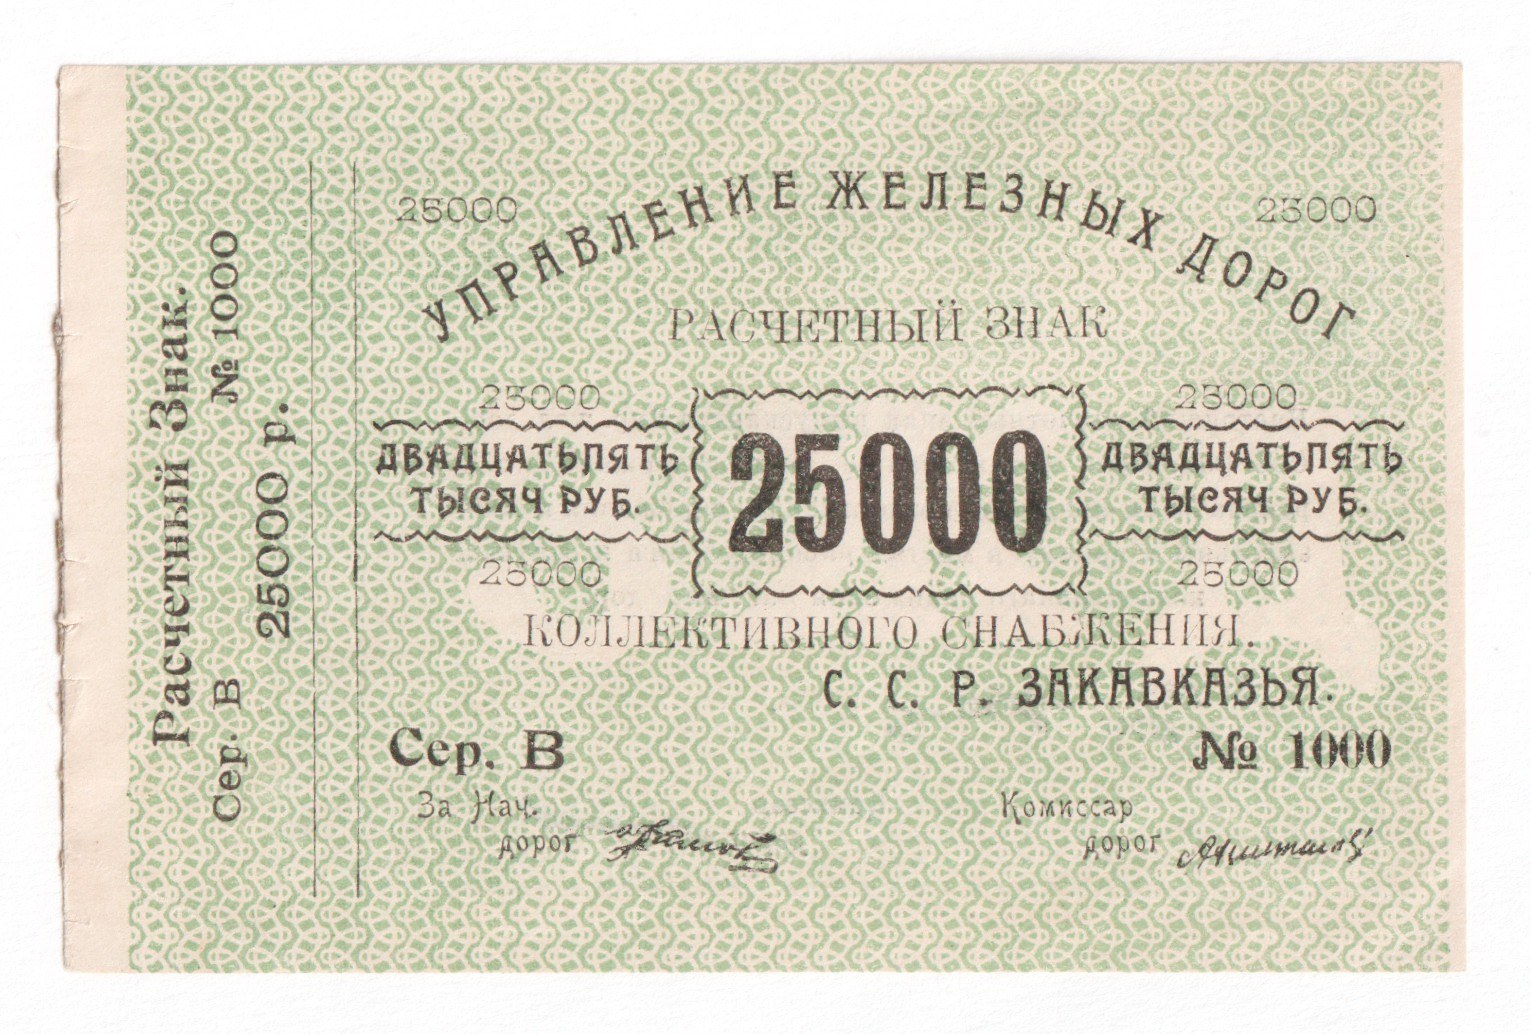 Расчетный Знак.
Сер. В № 1000
25000 р.
25000 25000
УПРАВЛЕНИЕ ЖЕЛЕЗНЫХ ДОРОГ
РАСЧЕТНЫЙ ЗНАК
25000 25000
ДВАДЦАТЬПЯТЬ
ТЫСЯЧ РУБ.
25000
ДВАДЦАТЬПЯТЬ
ТЫСЯЧ РУБ.
25000 25000
КОЛЛЕКТИВНОГО СНАБЖЕНИЯ.
С. С. Р. ЗАКАВКАЗЬЯ.
Сер. В № 1000
За Нач.
дорог
Комиссар
дорог